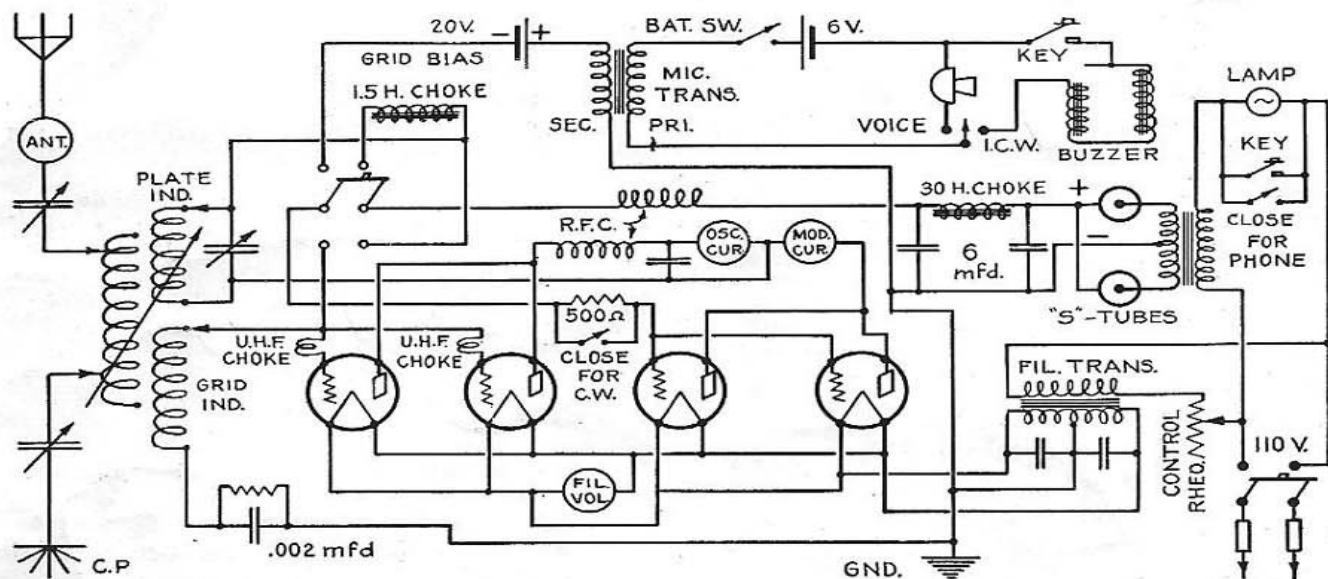 20V.
- +
GRID BIAS
BAT. SW.
6 V.
KEY
1.5 H. CHOKE
MIC.
TRANS.
LAMP
SEC.
PRI.
VOICE
I.C.W.
BUZZER
KEY
ANT.
PLATE
IND.
30 H. CHOKE
+
-
CLOSE
FOR
PHONE
R.F.C.
OSC.
CUR
MOD.
CUR
6
mfd.
"S"-TUBES
500Ω
U.H.F.
CHOKE
U.H.F.
CHOKE
CLOSE
FOR
C.W.
GRID
IND.
FIL. TRANS.
CONTROL
RHEO.
110 V.
FIL.
VOL
.002 mfd
C.P
GND.